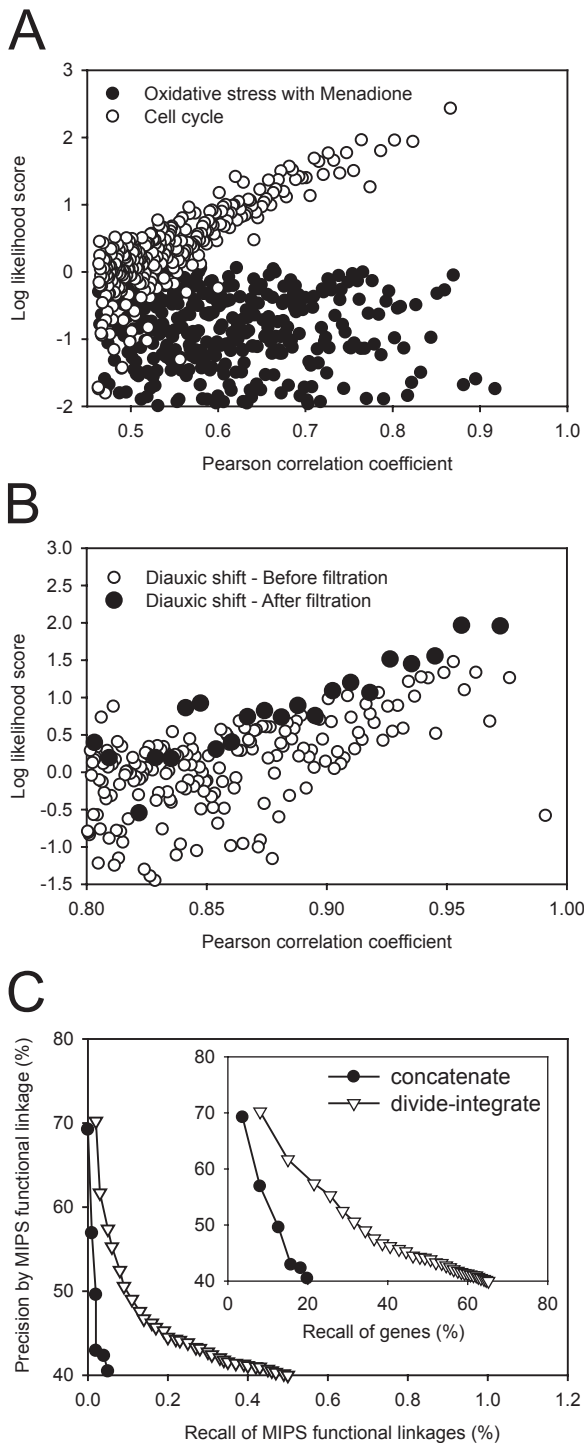 A
3
2
1
0
-1
-2
Log likelihood score
Oxidative stress with Menadione
Cell cycle
0.5 0.6 0.7 0.8 0.9 1.0
Pearson correlation coefficient
B
3.0
2.5
2.0
1.5
1.0
0.5
0.0
-0.5
-1.0
-1.5
Log likelihood score
Diauxic shift - Before filtration
Diauxic shift - After filtration
0.80 0.85 0.90 0.95 1.00
Pearson correlation coefficient
C
80
70
60
50
40
Precision by MIPS functional linkage (%)
80
70
60
50
40
concatenate
divide-integrate
0 20 40 60 80
Recall of genes (%)
0.0 0.2 0.4 0.6 0.8 1.0 1.2
Recall of MIPS functional linkages (%)